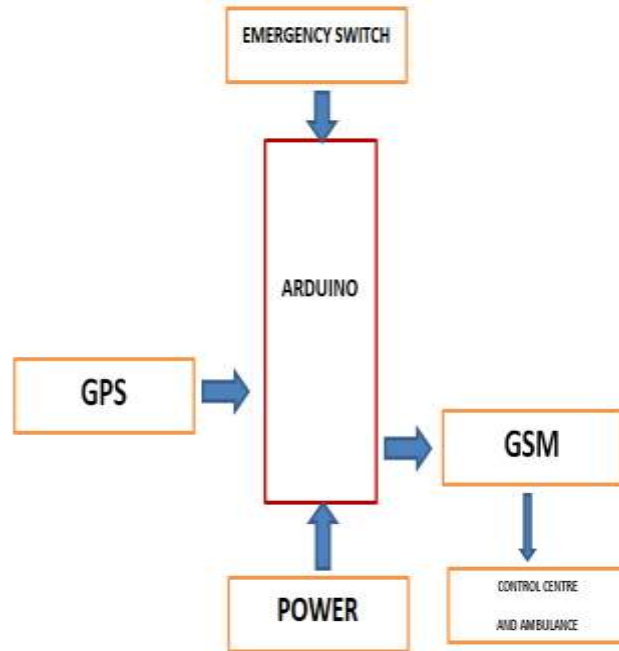 EMERGENCY SWITCH
ARDUINO
GPS
GSM
POWER
CONTROL CENTRE
AND AMBULANCE